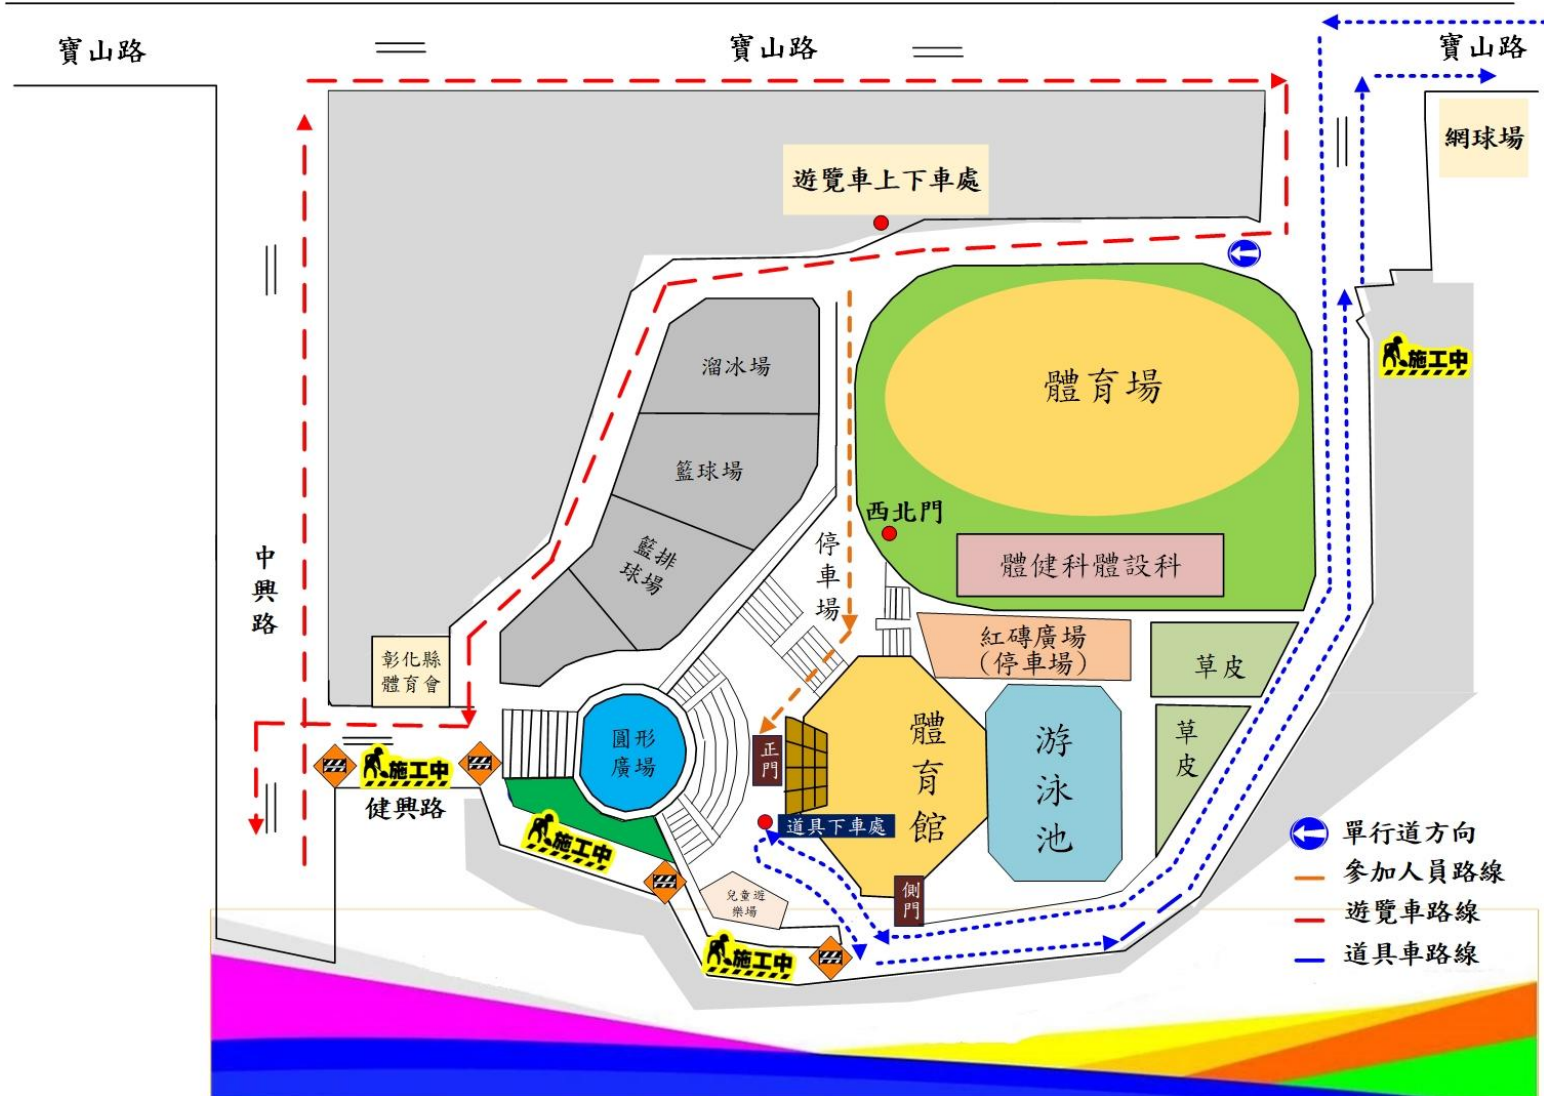 寶山路
寶山路
寶山路
網球場
遊覽車上下車處
溜冰場
體育場
施工中
籃球場
西北門
籃排
球場
停車場
體健科體設科
中興路
彰化縣
體育會
紅磚廣場
(停車場)
草皮
圓形
廣場
正門
體育館
游泳池
草皮
施工中
健興路
道具下車處
施工中
兒童遊
樂場
側門
施工中
單行道方向
參加人員路線
遊覽車路線
道具車路線